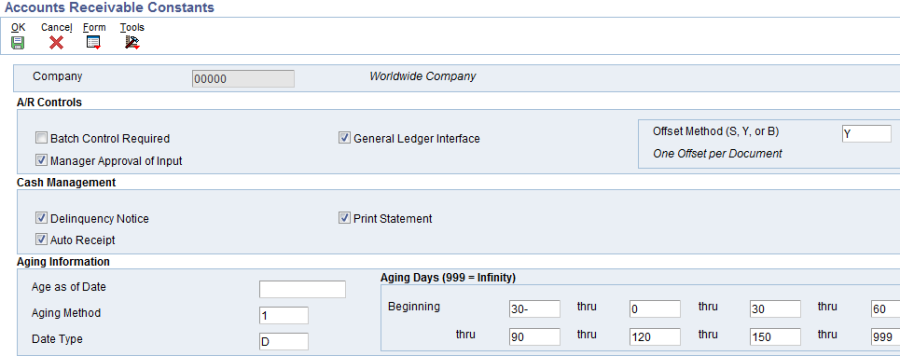 Accounts Receivable Constants
OK Cancel Form Tools
Company 00000 Worldwide Company
A/R Controls
Batch Control Required General Ledger Interface Offset Method (S, Y, or B) Y
Manager Approval of Input One Offset per Document
Cash Management
Delinquency Notice Print Statement
Auto Receipt
Aging Information
Aging Days (999 = Infinity)
Age as of Date
Beginning 30- thru 0 thru 30 thru 60
Aging Method 1
thru 90 thru 120 thru 150 thru 999
Date Type D